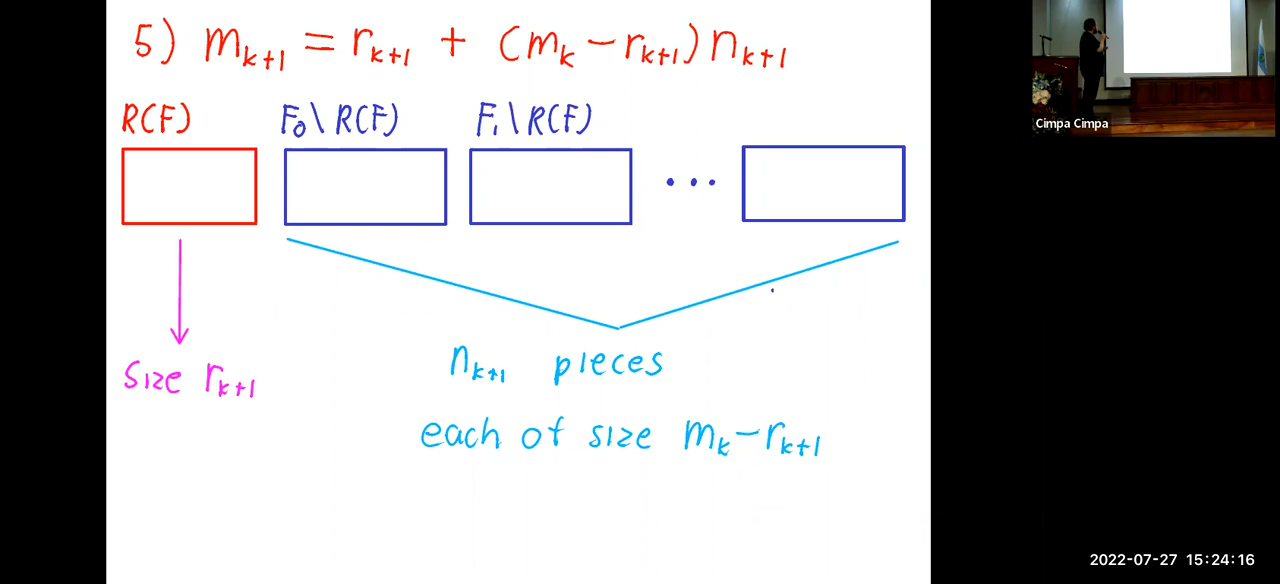 5) m_{k+1} = r_{k+1} + (m_k - r_{k+1}) n_{k+1}
R(F) F_0 \ R(F) F_1 \ R(F)
...
size r_{k+1}
n_{k+1} pieces
each of size m_k - r_{k+1}
Cimpa Cimpa
2022-07-27 15:24:16